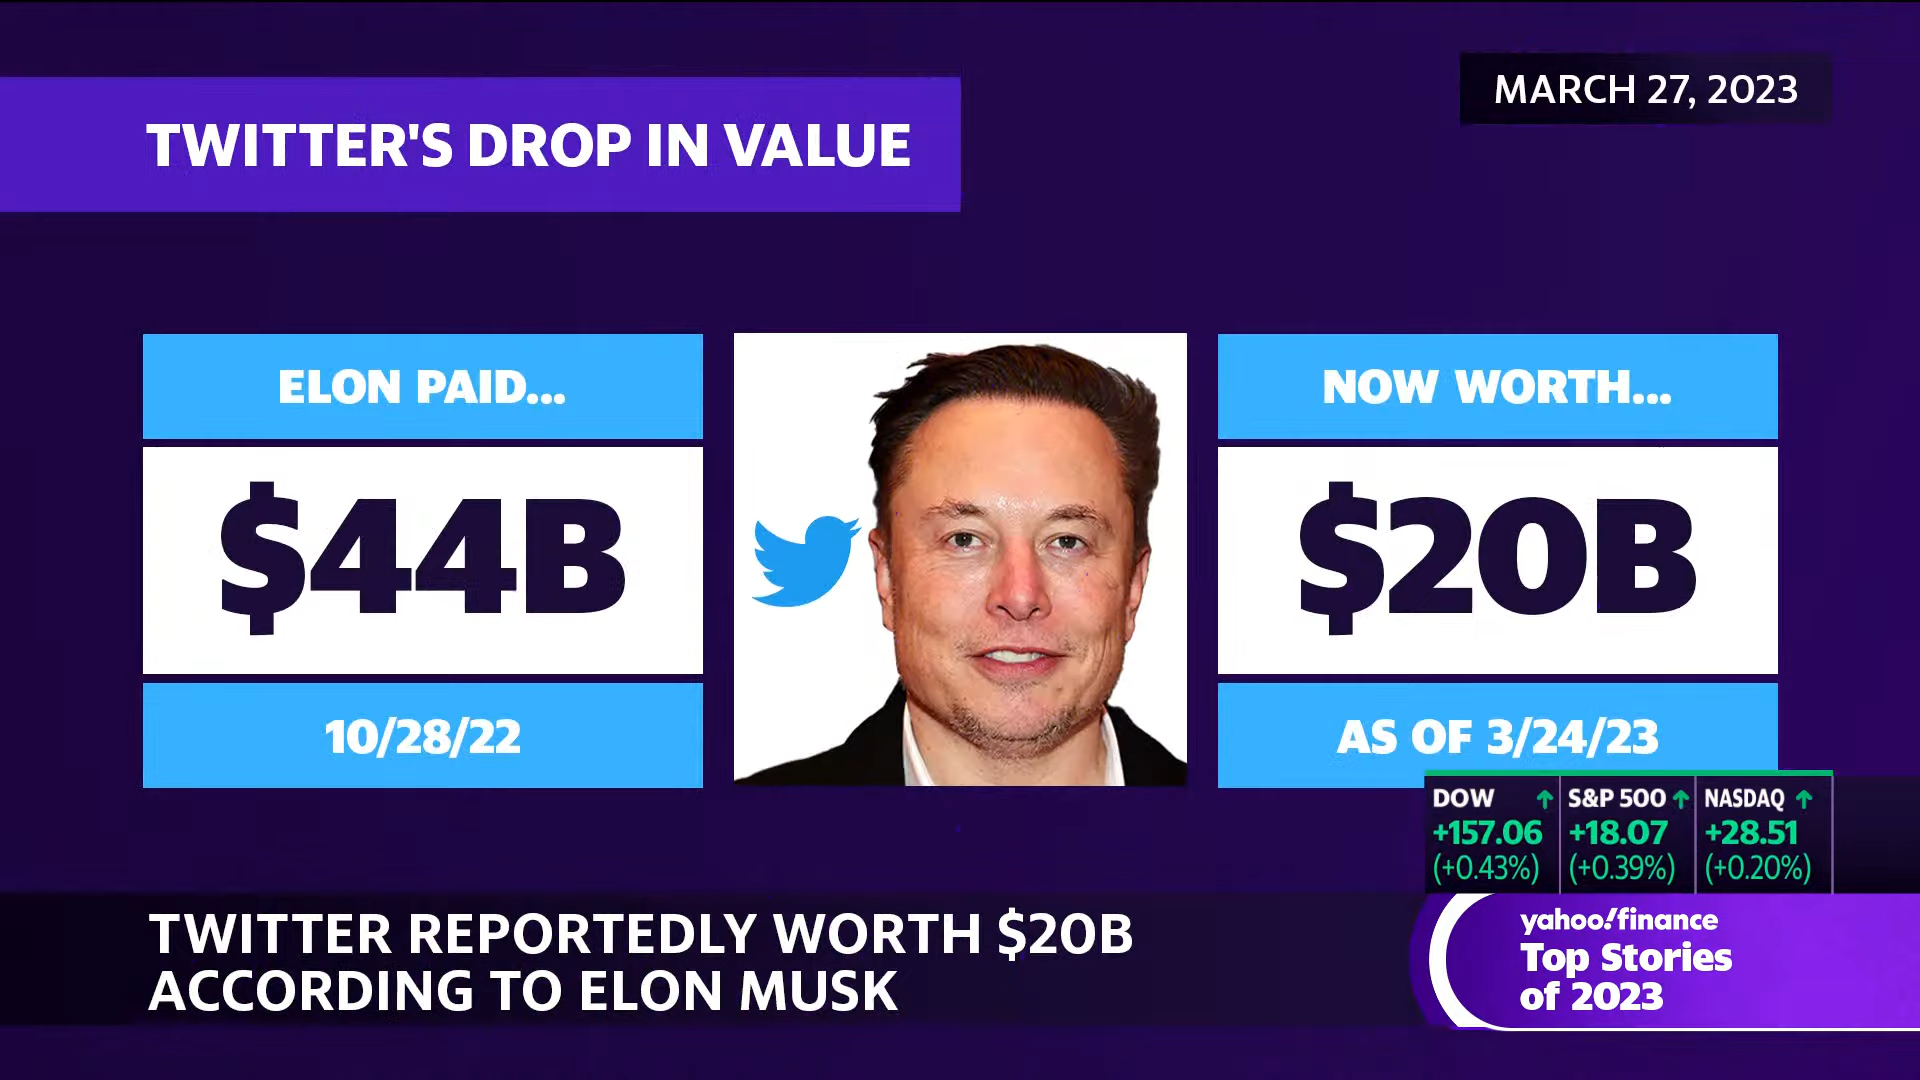 MARCH 27, 2023
TWITTER'S DROP IN VALUE
ELON PAID...
$44B
10/28/22
NOW WORTH...
$20B
AS OF 3/24/23
DOW
+157.06
(+0.43%)
S&P 500
+18.07
(+0.39%)
NASDAQ
+28.51
(+0.20%)
TWITTER REPORTEDLY WORTH $20B
ACCORDING TO ELON MUSK
yahoo!finance
Top Stories
of 2023